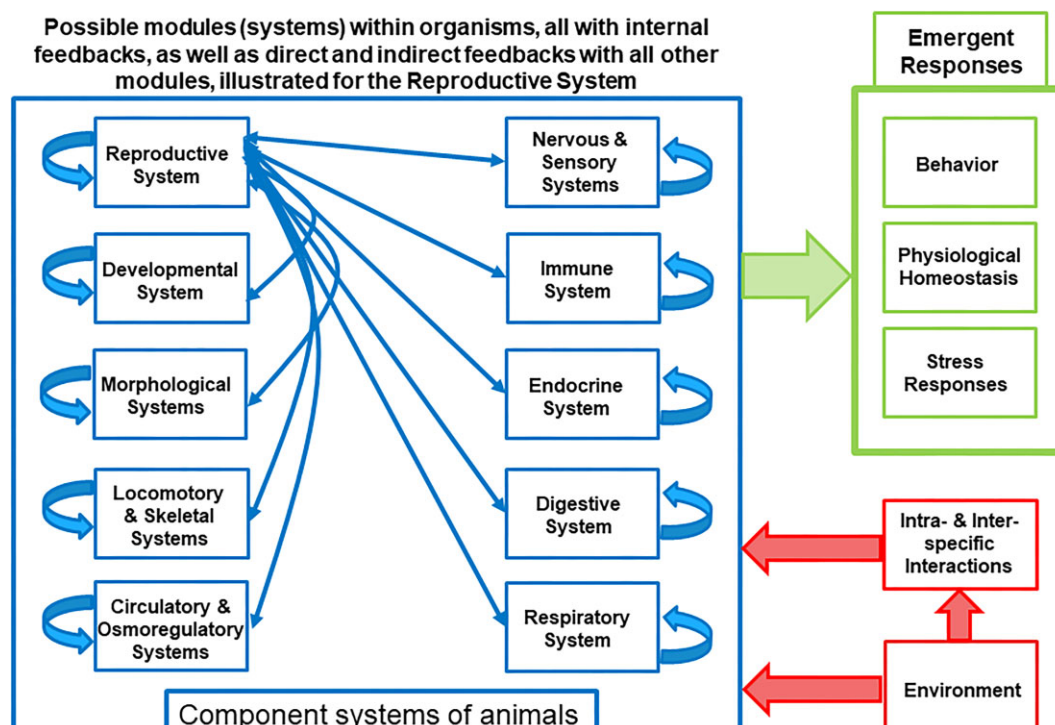 Possible modules (systems) within organisms, all with internal
feedbacks, as well as direct and indirect feedbacks with all other
modules, illustrated for the Reproductive System
Emergent
Responses
Reproductive
System
Nervous &
Sensory
Systems
Behavior
Developmental
System
Immune
System
Physiological
Homeostasis
Morphological
Systems
Endocrine
System
Stress
Responses
Locomotory
& Skeletal
Systems
Digestive
System
Intra- & Inter-
specific
Interactions
Circulatory &
Osmoregulatory
Systems
Respiratory
System
Environment
Component systems of animals